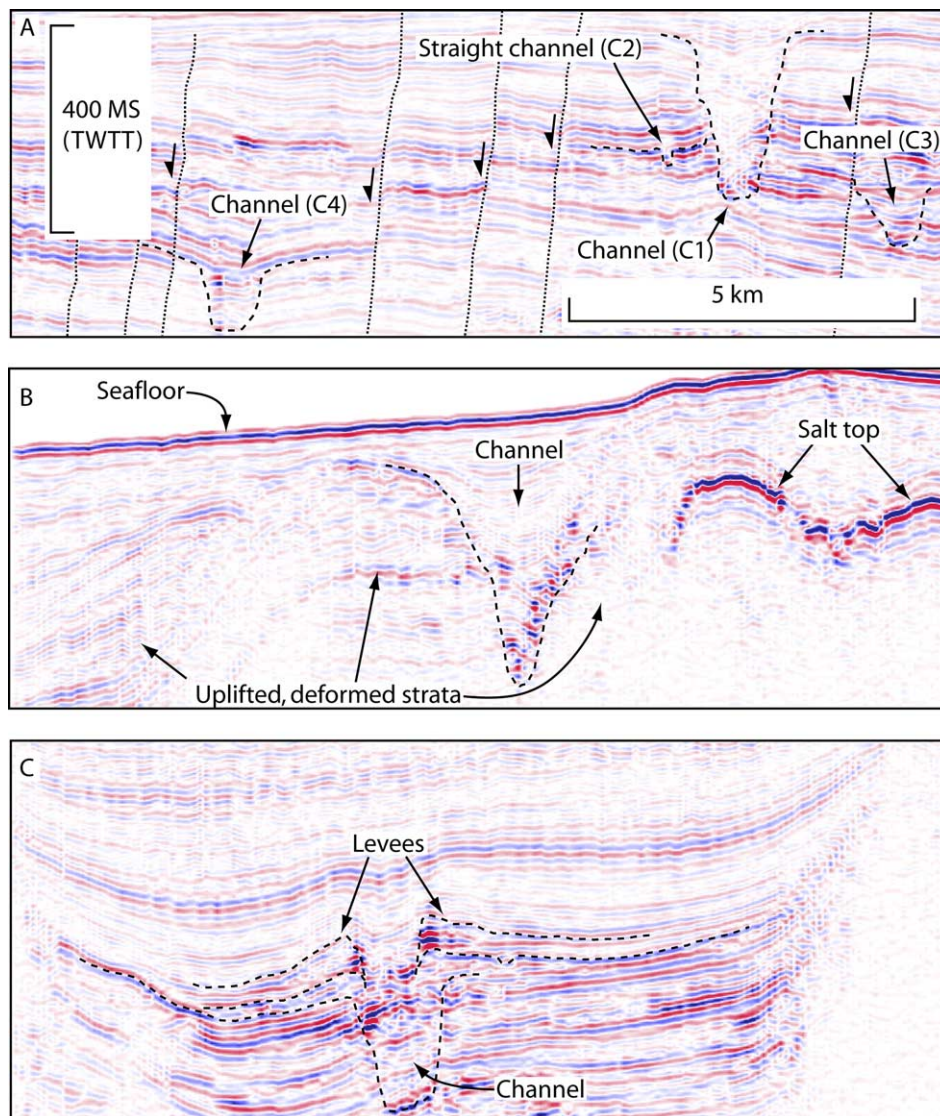 A
400 MS
(TWTT)
Straight channel (C2)
Channel (C3)
Channel (C4)
Channel (C1)
5 km
B
Seafloor
Channel
Salt top
Uplifted, deformed strata
C
Levees
Channel